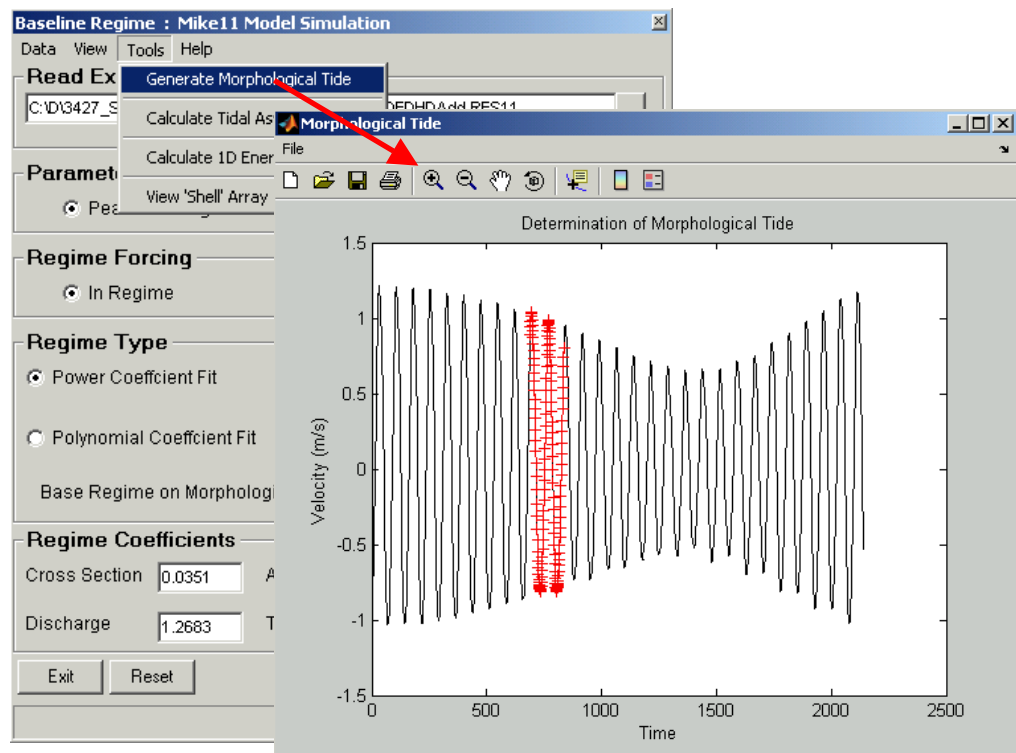 Baseline Regime : Mike11 Model Simulation
Data View Tools Help
Read Ex
Generate Morphological Tide
C:\D\3427_S
Calculate Tidal As
Calculate 1D Ener
View 'Shell' Array
Paramet
Regime Forcing
In Regime
Regime Type
Power Coeffcient Fit
Polynomial Coeffcient Fit
Base Regime on Morphologi
Regime Coefficients
Cross Section 0.0351 A
Discharge 1.2683 T
Exit Reset
Morphological Tide
File
Determination of Morphological Tide
1.5
1
0.5
0
-0.5
-1
-1.5
Velocity (m/s)
0 500 1000 1500 2000 2500
Time